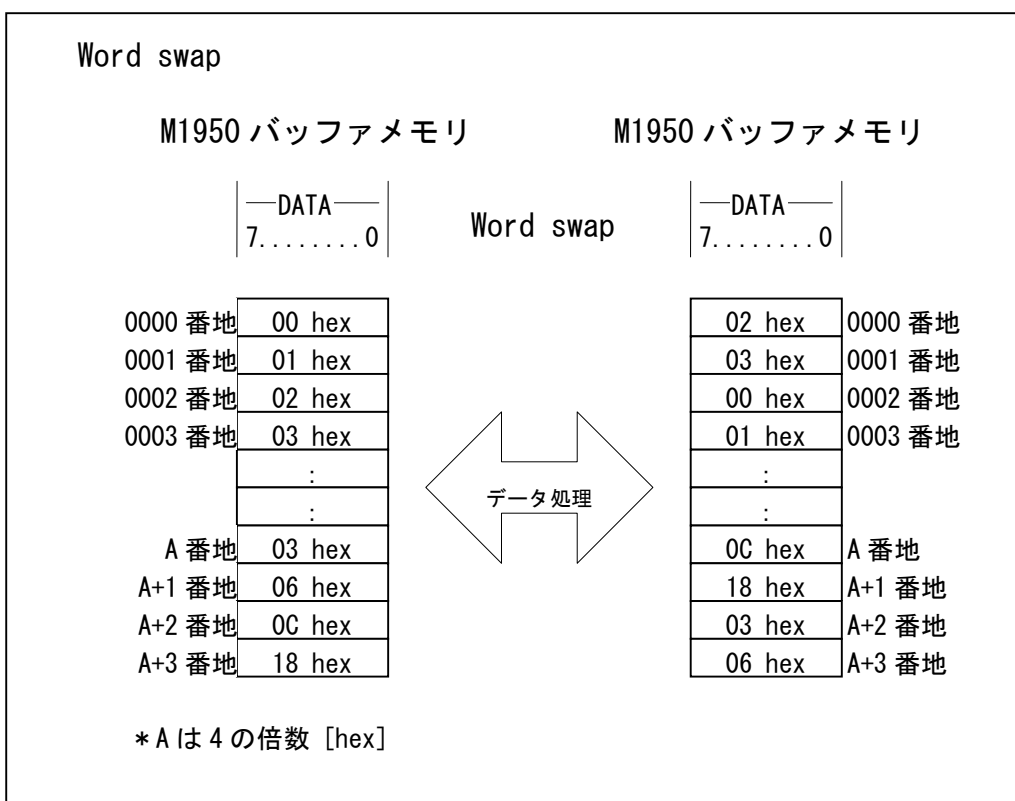 Word swap
M1950 バッファメモリ M1950 バッファメモリ
DATA DATA
7........0 Word swap 7........0
0000 番地 00 hex 02 hex 0000 番地
0001 番地 01 hex 03 hex 0001 番地
0002 番地 02 hex 00 hex 0002 番地
0003 番地 03 hex 01 hex 0003 番地
: :
データ処理
: :
A 番地 03 hex 0C hex A 番地
A+1 番地 06 hex 18 hex A+1 番地
A+2 番地 0C hex 03 hex A+2 番地
A+3 番地 18 hex 06 hex A+3 番地
*A は 4 の倍数 [hex]